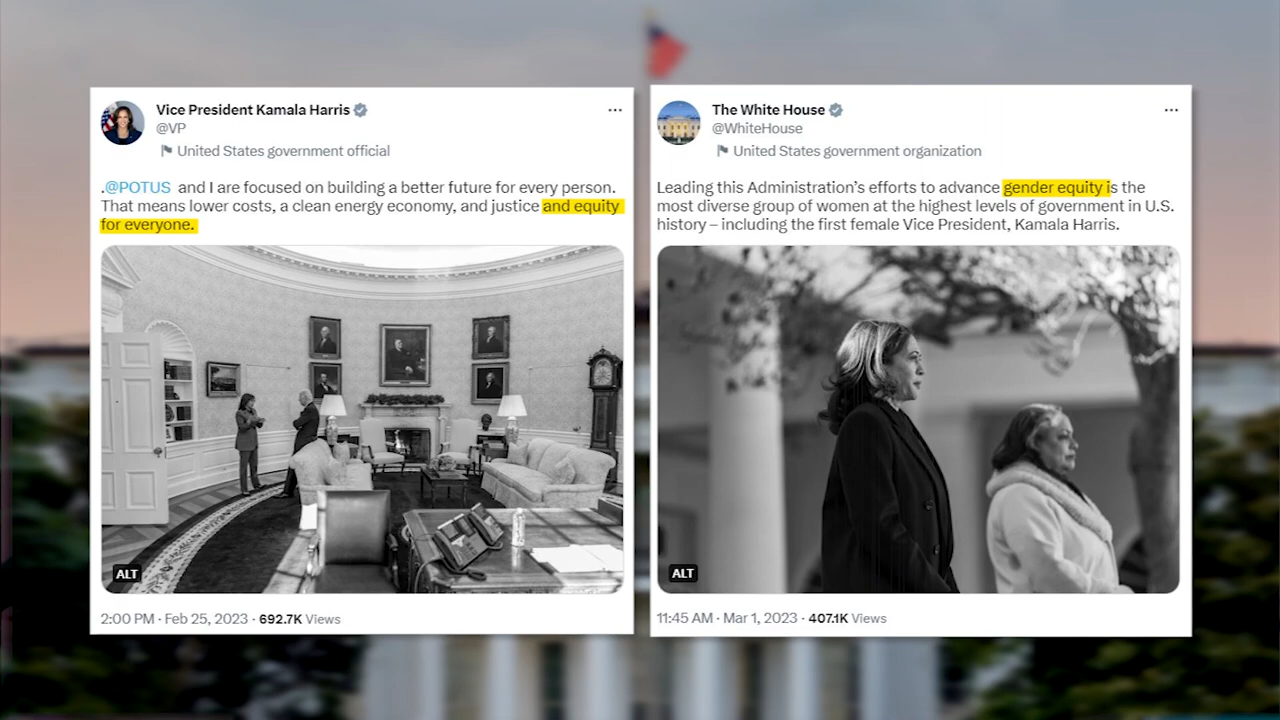 Vice President Kamala Harris
@VP
United States government official
.@POTUS and I are focused on building a better future for every person.
That means lower costs, a clean energy economy, and justice and equity
for everyone.
ALT
2:00 PM · Feb 25, 2023 · 692.7K Views
The White House
@WhiteHouse
United States government organization
Leading this Administration’s efforts to advance gender equity is the
most diverse group of women at the highest levels of government in U.S.
history – including the first female Vice President, Kamala Harris.
ALT
11:45 AM · Mar 1, 2023 · 407.1K Views